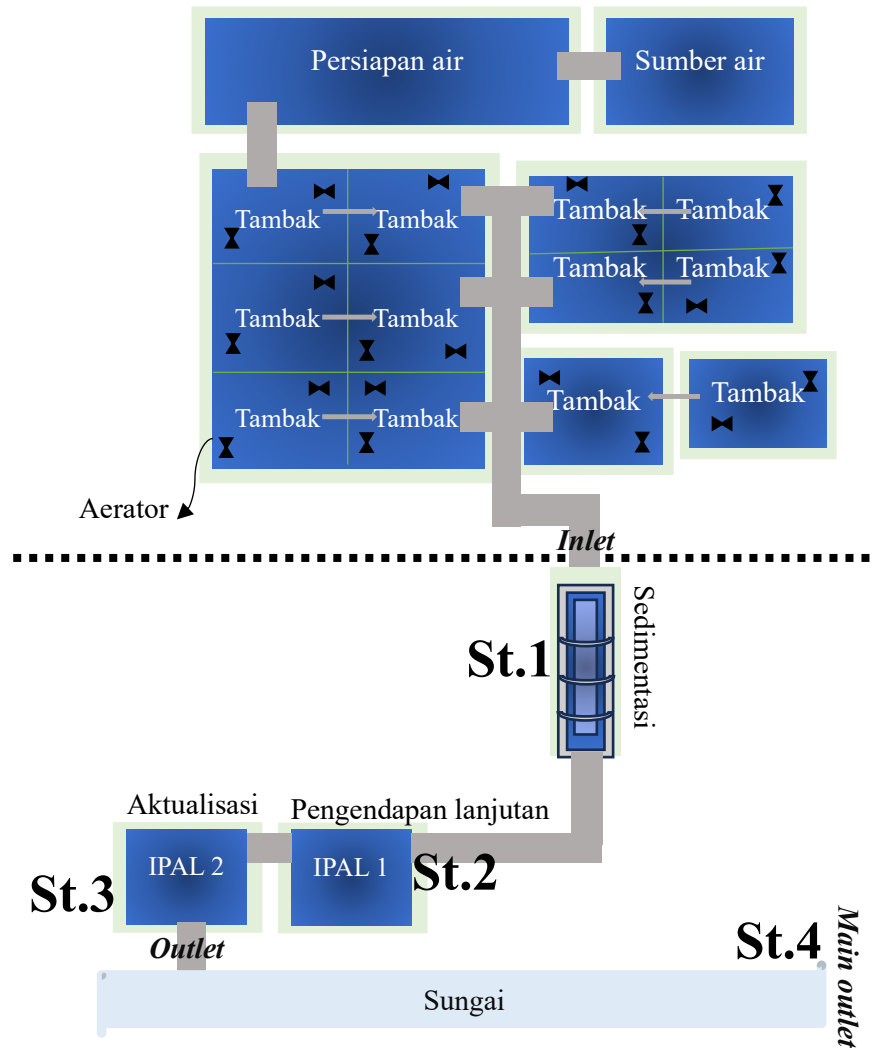 Persiapan air
Sumber air
Tambak
Tambak
Tambak
Tambak
Tambak
Tambak
Tambak
Tambak
Tambak
Tambak
Tambak
Tambak
Aerator
Inlet
Sedimentasi
St.1
Aktualisasi
Pengendapan lanjutan
IPAL 2
IPAL 1
St.2
St.3
Outlet
St.4
Main outlet
Sungai